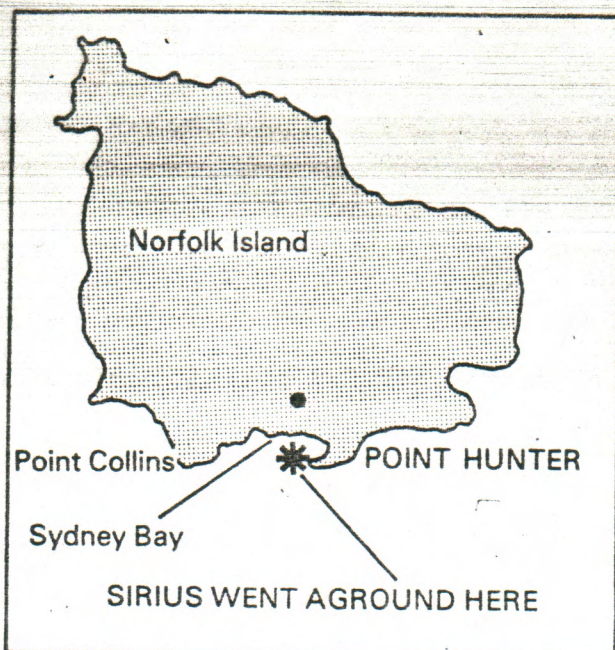 Norfolk Island
Point Collins
POINT HUNTER
Sydney Bay
SIRIUS WENT AGROUND HERE